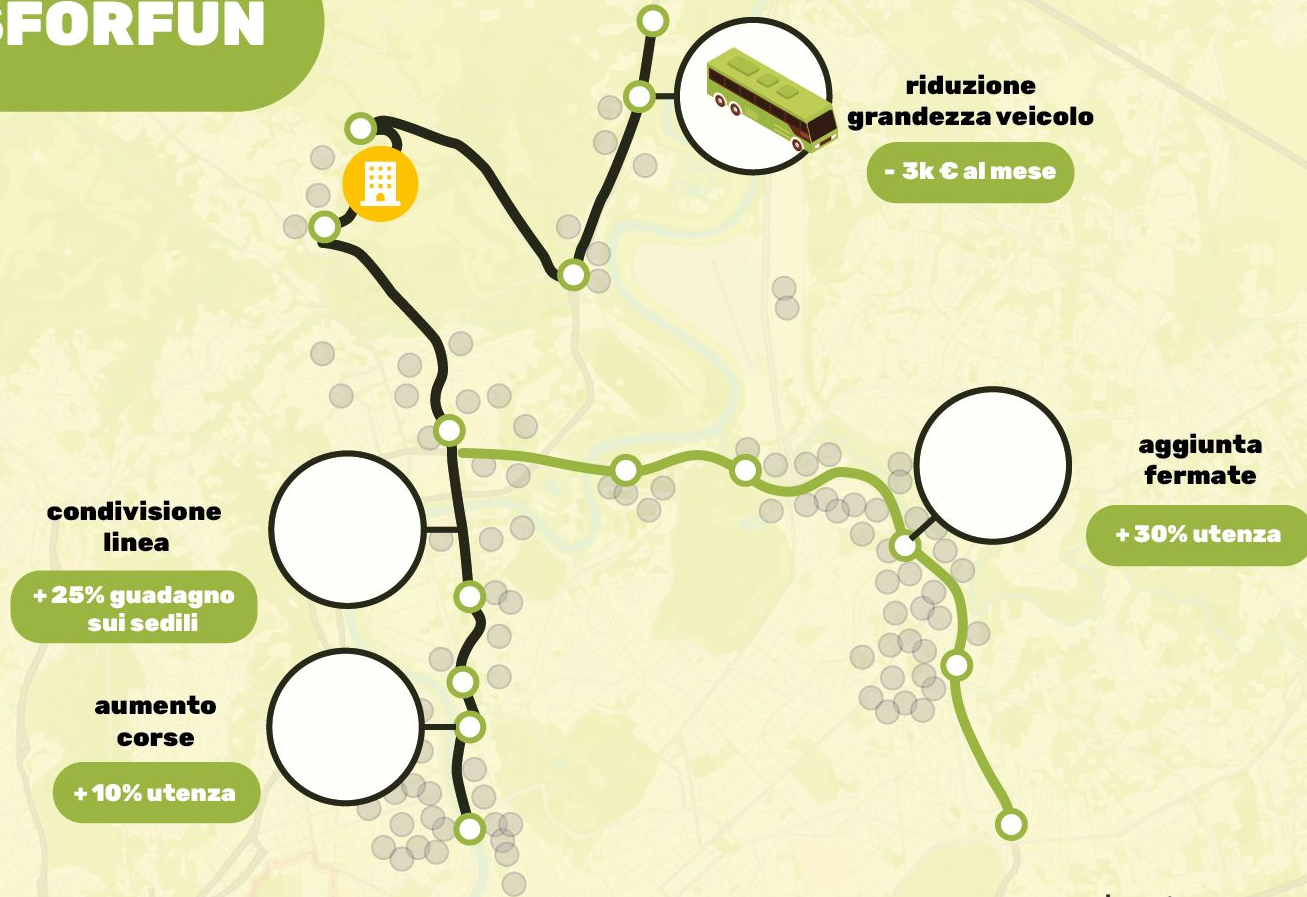 SFORFUN
riduzione
grandezza veicolo
- 3k € al mese
aggiunta
fermate
+ 30% utenza
condivisione
linea
+ 25% guadagno
sui sedili
aumento
corse
+ 10% utenza